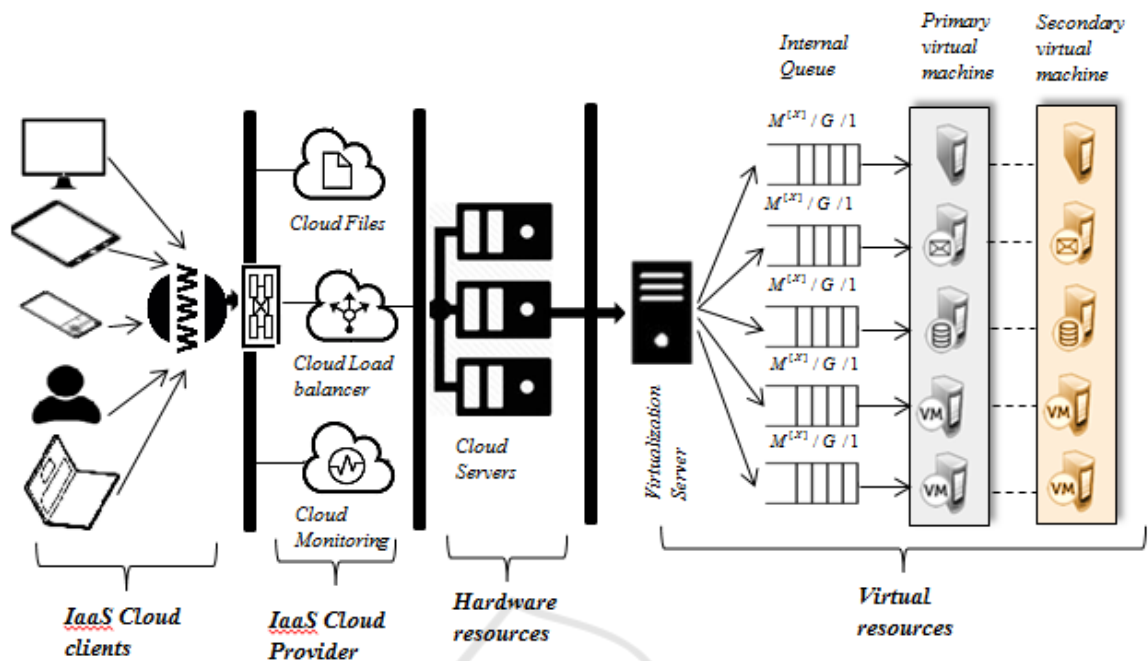 Internal
Queue
Primary
virtual
machine
Secondary
virtual
machine
M^[X] / G / 1
M^[X] / G / 1
M^[X] / G / 1
M^[X] / G / 1
M^[X] / G / 1
Cloud Files
Cloud Load
balancer
Cloud
Monitoring
Cloud
Servers
Virtualization
Server
VM
VM
VM
VM
IaaS Cloud
clients
IaaS Cloud
Provider
Hardware
resources
Virtual
resources